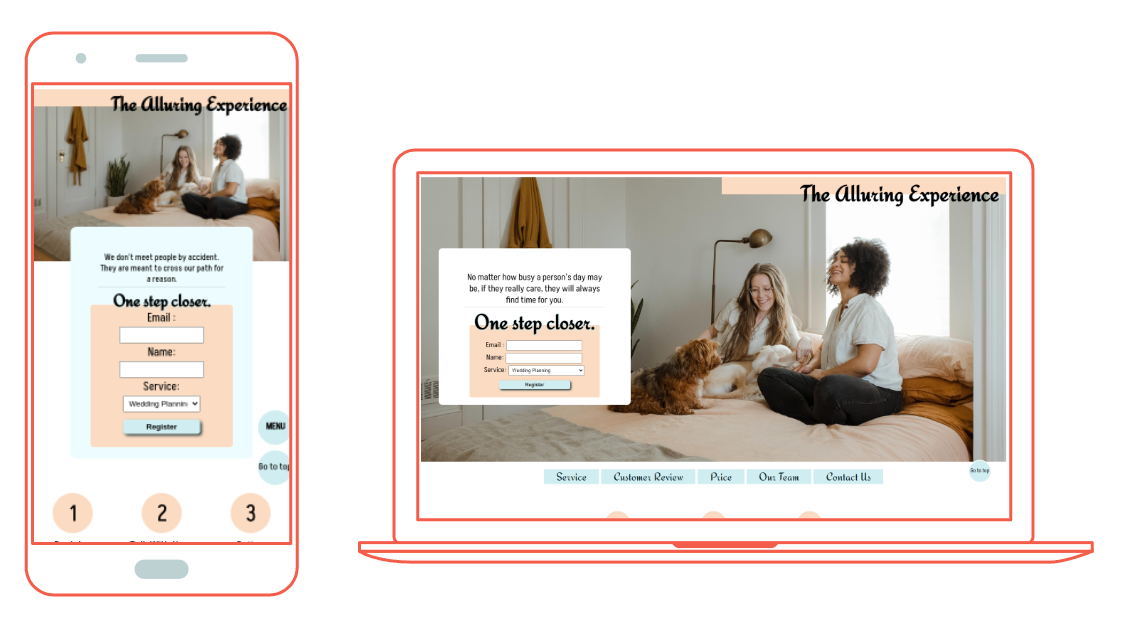 The Alluring Experience
We don't meet people by accident.
They are meant to cross our path for
a reason.
One step closer.
Email :
Name:
Service:
Wedding Plannin
Register
MENU
Go to top
1
2
3
The Alluring Experience
No matter how busy a person's day may
be, if they really care, they will always
find time for you.
One step closer.
Email :
Name:
Service:
Wedding Planning
Register
Service
Customer Review
Price
Our Team
Contact Us
Go to top